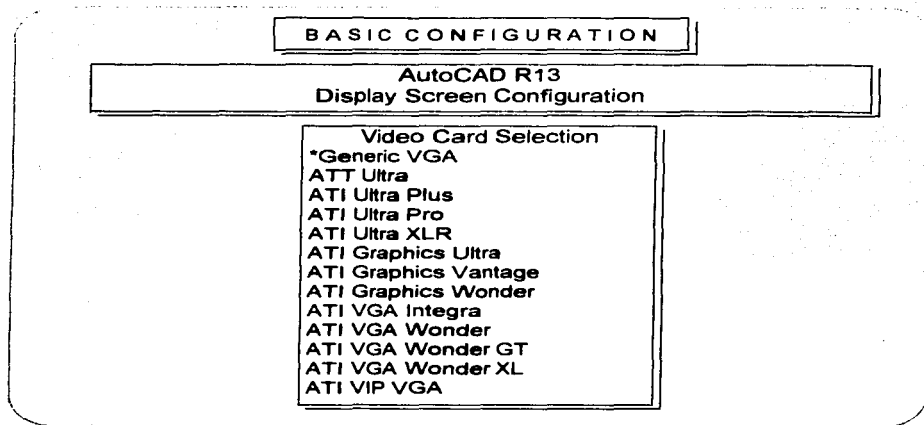 BASIC CONFIGURATION
AutoCAD R13
Display Screen Configuration
Video Card Selection
*Generic VGA
ATT Ultra
ATI Ultra Plus
ATI Ultra Pro
ATI Ultra XLR
ATI Graphics Ultra
ATI Graphics Vantage
ATI Graphics Wonder
ATI VGA Integra
ATI VGA Wonder
ATI VGA Wonder GT
ATI VGA Wonder XL
ATI VIP VGA